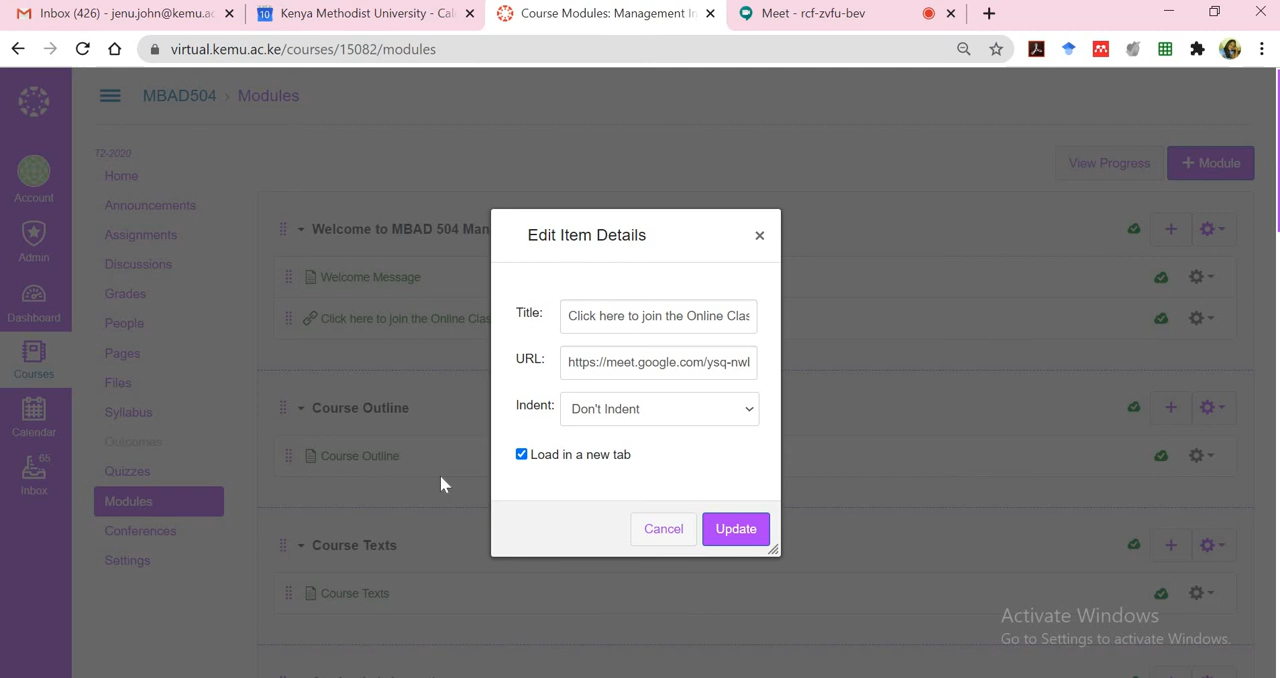 Inbox (426) - jenu.john@kemu.ac
Kenya Methodist University - Cal
Course Modules: Management In
Meet - rcf-zvfu-bev
virtual.kemu.ac.ke/courses/15082/modules
MBAD504 › Modules
T2-2020
View Progress
+ Module
Account
Admin
Dashboard
Courses
Calendar
65
Inbox
Home
Announcements
Assignments
Discussions
Grades
People
Pages
Files
Syllabus
Outcomes
Quizzes
Modules
Conferences
Settings
Welcome to MBAD 504 Man
Welcome Message
Click here to join the Online Clas
Course Outline
Course Outline
Course Texts
Course Texts
Edit Item Details
Title: Click here to join the Online Clas
URL: https://meet.google.com/ysq-nwl
Indent: Don't Indent
Load in a new tab
Cancel
Update
Activate Windows
Go to Settings to activate Windows.